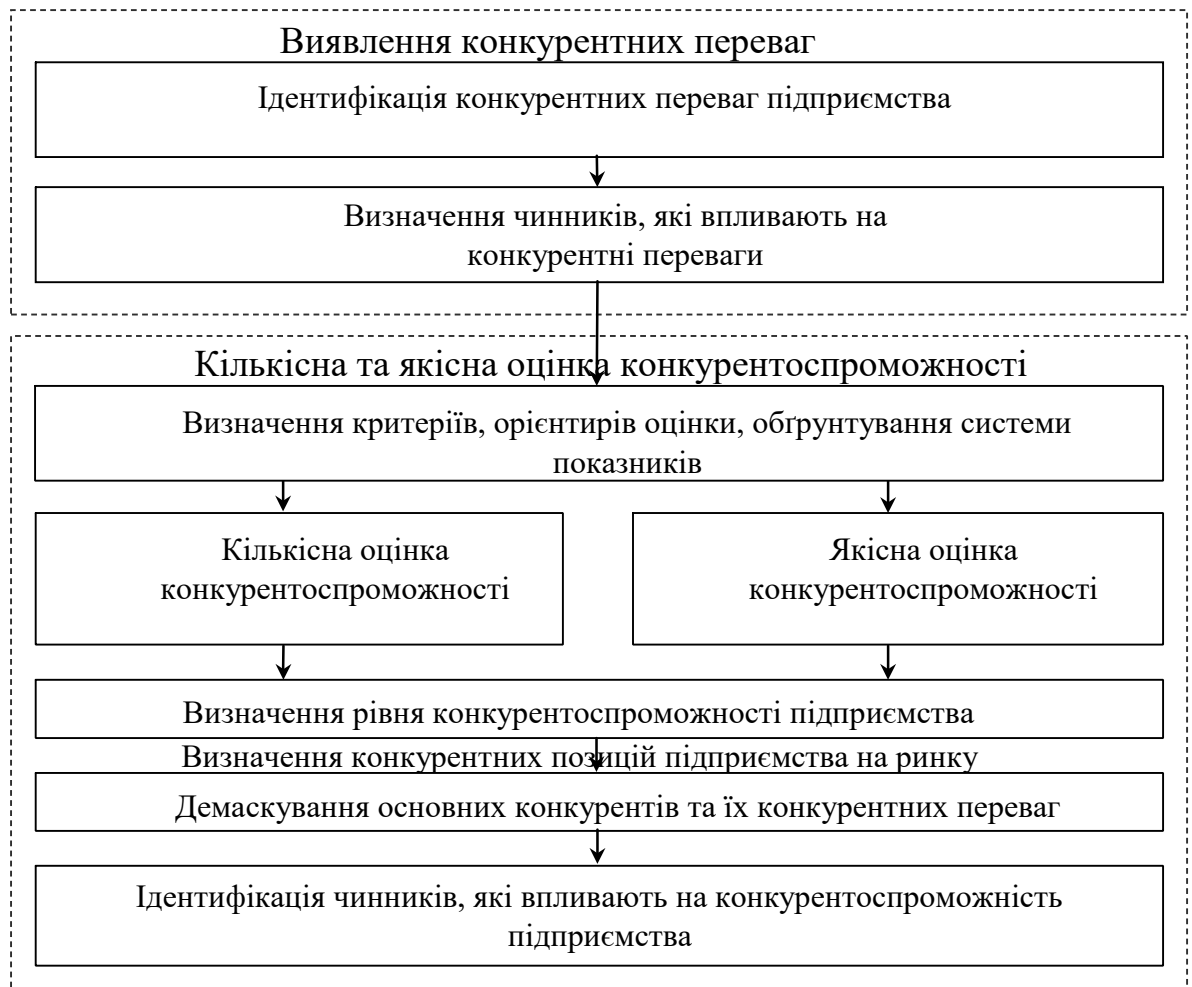 Виявлення конкурентних переваг
Ідентифікація конкурентних переваг підприємства
Визначення чинників, які впливають на
конкурентні переваги
Кількісна та якісна оцінка конкурентоспроможності
Визначення критеріїв, орієнтирів оцінки, обґрунтування системи
показників
Кількісна оцінка
конкурентоспроможності
Якісна оцінка
конкурентоспроможності
Визначення рівня конкурентоспроможності підприємства
Визначення конкурентних позицій підприємства на ринку
Демаскування основних конкурентів та їх конкурентних переваг
Ідентифікація чинників, які впливають на конкурентоспроможність
підприємства